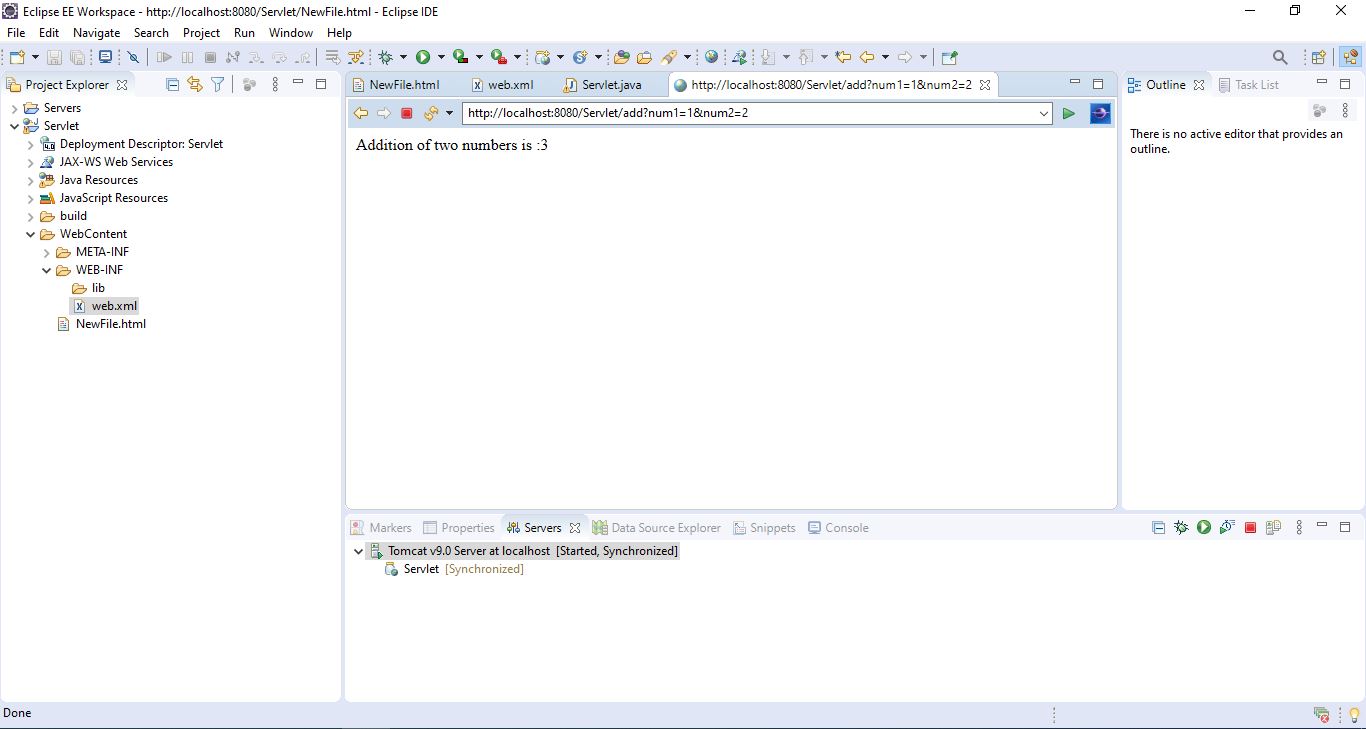 Eclipse EE Workspace - http://localhost:8080/Servlet/NewFile.html - Eclipse IDE
File Edit Navigate Search Project Run Window Help
Project Explorer
Servers
Servlet
Deployment Descriptor: Servlet
JAX-WS Web Services
Java Resources
JavaScript Resources
build
WebContent
META-INF
WEB-INF
lib
web.xml
NewFile.html
NewFile.html web.xml Servlet.java http://localhost:8080/Servlet/add?num1=1&num2=2
http://localhost:8080/Servlet/add?num1=1&num2=2
Addition of two numbers is :3
Outline Task List
There is no active editor that provides an
outline.
Markers Properties Servers Data Source Explorer Snippets Console
Tomcat v9.0 Server at localhost [Started, Synchronized]
Servlet [Synchronized]
Done